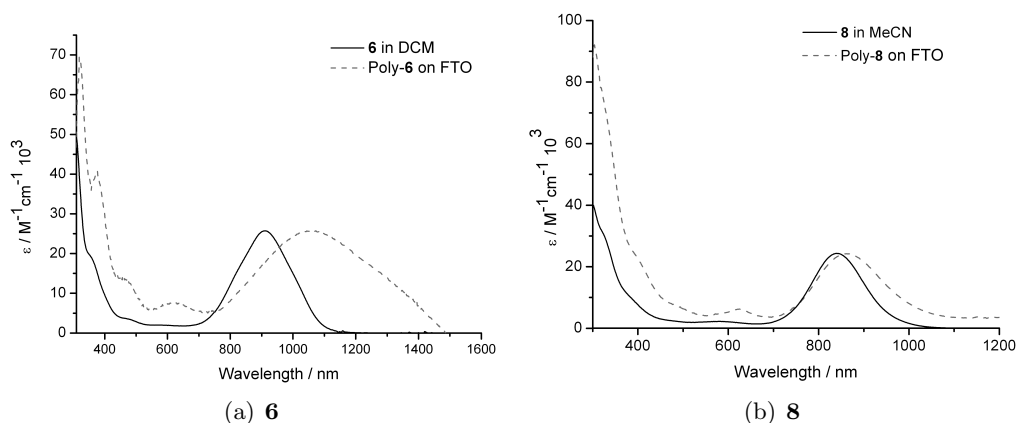 6 in DCM
Poly-6 on FTO
70
60
50
40
30
20
10
0
400 600 800 1000 1200 1400 1600
ε / M⁻¹cm⁻¹ 10³
Wavelength / nm
(a) 6
8 in MeCN
Poly-8 on FTO
100
80
60
40
20
0
400 600 800 1000 1200
ε / M⁻¹cm⁻¹ 10³
Wavelength / nm
(b) 8